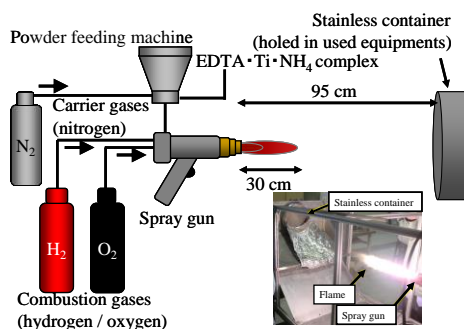 Stainless container
(holed in used equipments)
Powder feeding machine
EDTA・Ti・NH4 complex
95 cm
Carrier gases
(nitrogen)
N2
30 cm
Spray gun
H2
O2
Combustion gases
(hydrogen / oxygen)
Stainless container
Flame
Spray gun